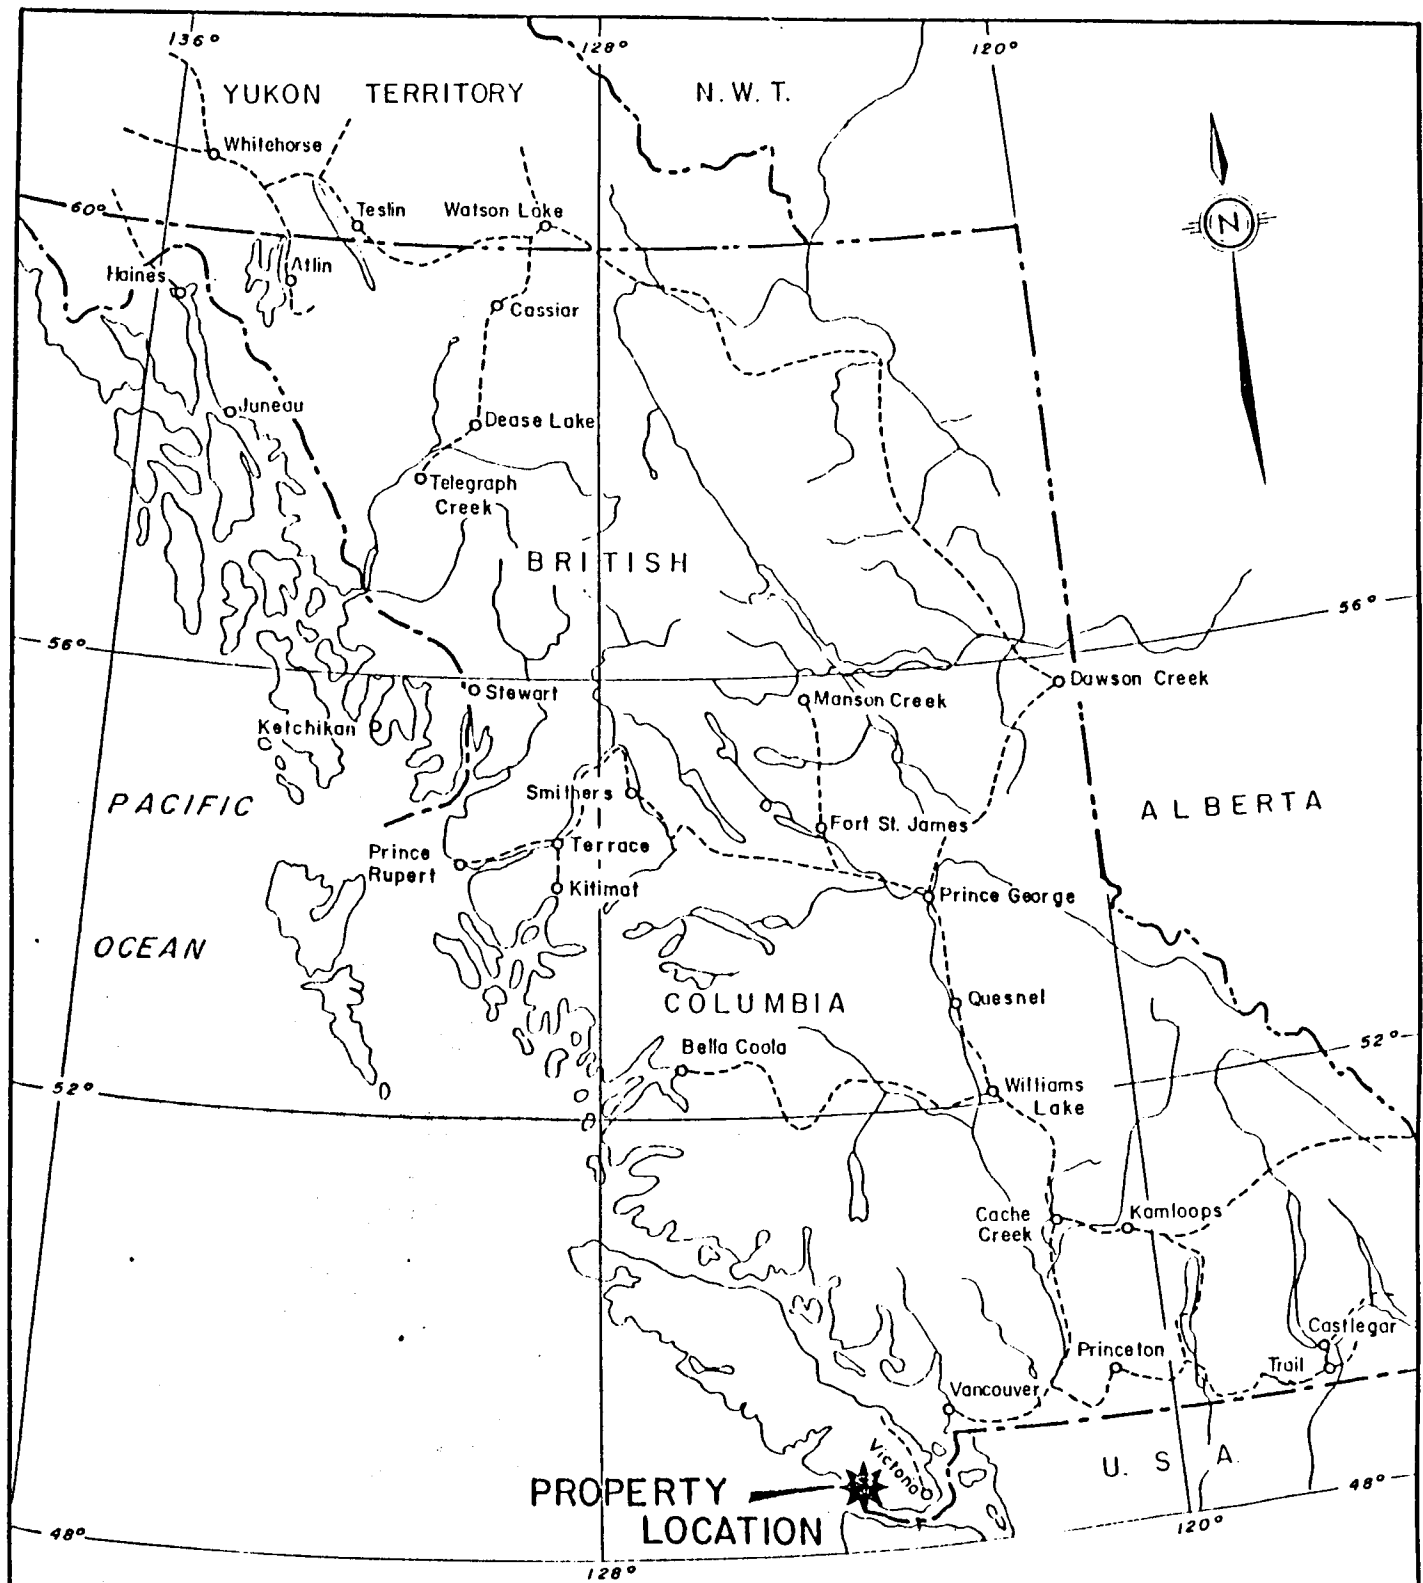 136°
128°
120°
YUKON TERRITORY
N.W.T.
Whitehorse
60°
Teslin
Watson Lake
N
Haines
Atlin
Cassiar
Juneau
Dease Lake
Telegraph
Creek
BRITISH
56°
56°
Stewart
Manson Creek
Dawson Creek
Ketchikan
PACIFIC
Smithers
ALBERTA
Fort St. James
Prince
Rupert
Terrace
Kitimat
Prince George
OCEAN
COLUMBIA
Quesnel
52°
Bella Coola
52°
Williams
Lake
Cache
Creek
Kamloops
Castlegar
Princeton
Trail
Vancouver
Victoria
U. S. A.
PROPERTY
LOCATION
48°
48°
120°
128°